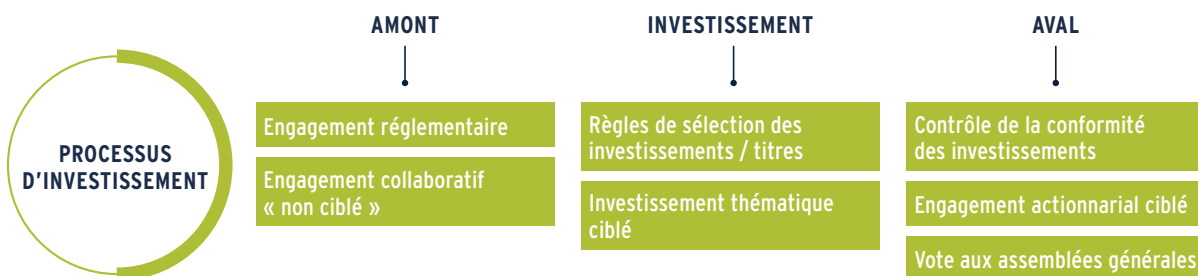 PROCESSUS
D'INVESTISSEMENT
AMONT
Engagement réglementaire
Engagement collaboratif
« non ciblé »
INVESTISSEMENT
Règles de sélection des
investissements / titres
Investissement thématique
ciblé
AVAL
Contrôle de la conformité
des investissements
Engagement actionnarial ciblé
Vote aux assemblées générales